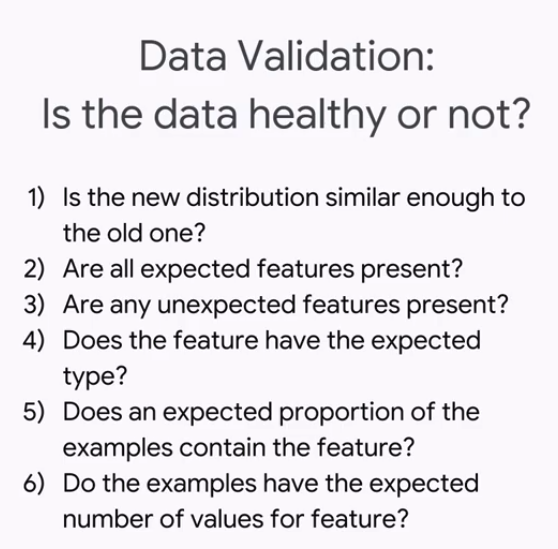 Data Validation:
Is the data healthy or not?
1) Is the new distribution similar enough to
the old one?
2) Are all expected features present?
3) Are any unexpected features present?
4) Does the feature have the expected
type?
5) Does an expected proportion of the
examples contain the feature?
6) Do the examples have the expected
number of values for feature?